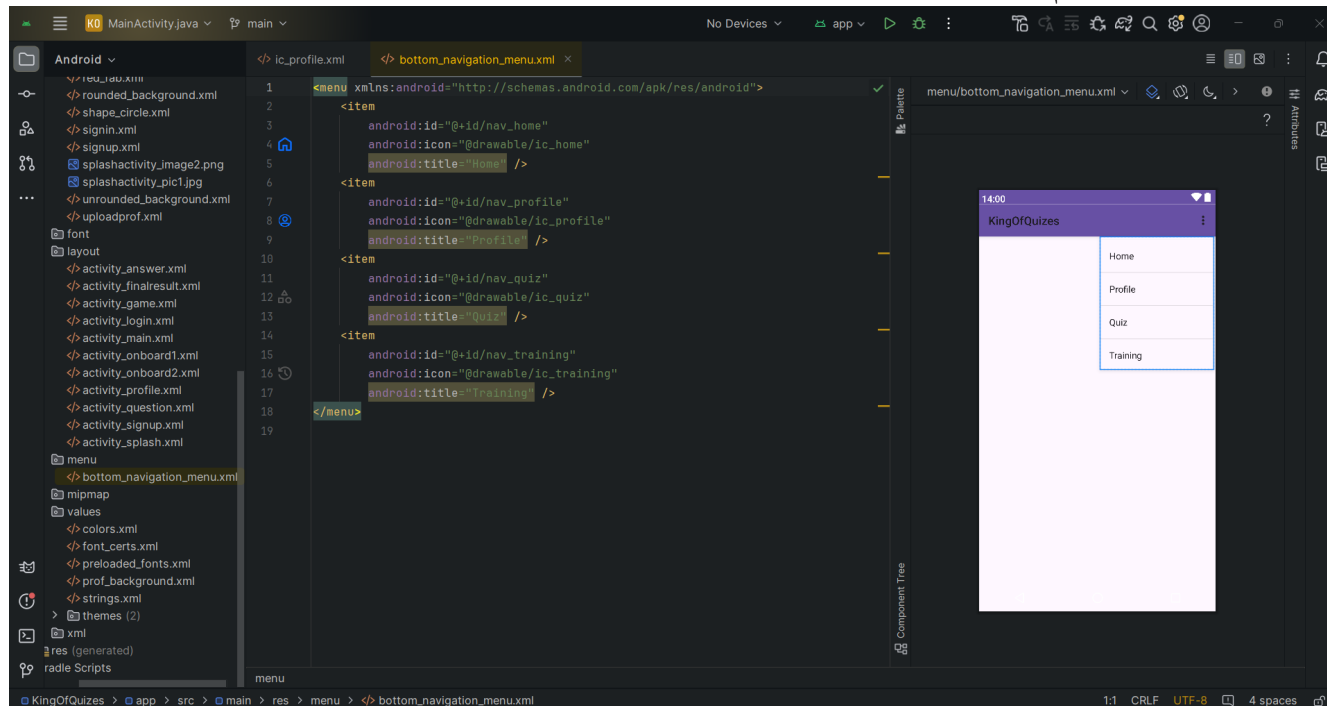 K0 MainActivity.java main No Devices app
Android
ic_profile.xml bottom_navigation_menu.xml
red_fab.xml
rounded_background.xml
shape_circle.xml
signin.xml
signup.xml
splashactivity_image2.png
splashactivity_pic1.jpg
unrounded_background.xml
uploadprof.xml
font
layout
activity_answer.xml
activity_finalresult.xml
activity_game.xml
activity_login.xml
activity_main.xml
activity_onboard1.xml
activity_onboard2.xml
activity_profile.xml
activity_question.xml
activity_signup.xml
activity_splash.xml
menu
bottom_navigation_menu.xml
mipmap
values
colors.xml
font_certs.xml
preloaded_fonts.xml
prof_background.xml
strings.xml
themes (2)
xml
res (generated)
radle Scripts
1 <menu xmlns:android="http://schemas.android.com/apk/res/android">
2 <item
3 android:id="@+id/nav_home"
4 android:icon="@drawable/ic_home"
5 android:title="Home" />
6 <item
7 android:id="@+id/nav_profile"
8 android:icon="@drawable/ic_profile"
9 android:title="Profile" />
10 <item
11 android:id="@+id/nav_quiz"
12 android:icon="@drawable/ic_quiz"
13 android:title="Quiz" />
14 <item
15 android:id="@+id/nav_training"
16 android:icon="@drawable/ic_training"
17 android:title="Training" />
18 </menu>
19
menu
Palette
Component Tree
menu/bottom_navigation_menu.xml
?
Attributes
14:00
KingOfQuizes
Home
Profile
Quiz
Training
KingOfQuizes > app > src > main > res > menu > bottom_navigation_menu.xml
1:1 CRLF UTF-8 4 spaces